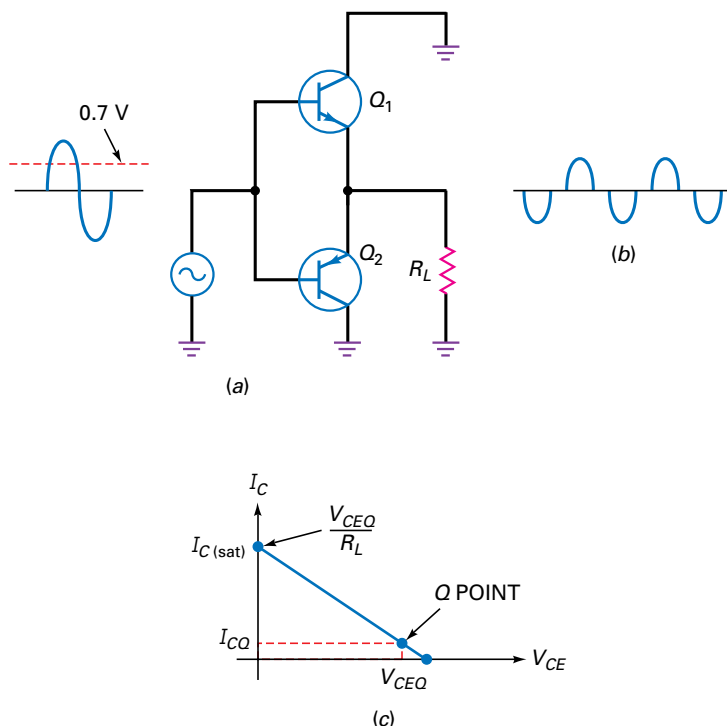 0.7 V
Q1
Q2
RL
(a)
(b)
IC
VCEQ
RL
IC (sat)
Q POINT
ICQ
VCEQ
VCE
(c)